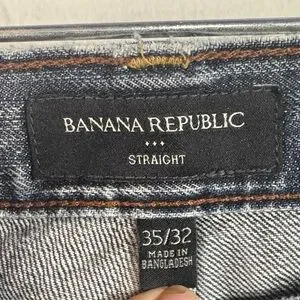 BANANA REPUBLIC
STRAIGHT
35/32
MADE IN
BANGLADESH